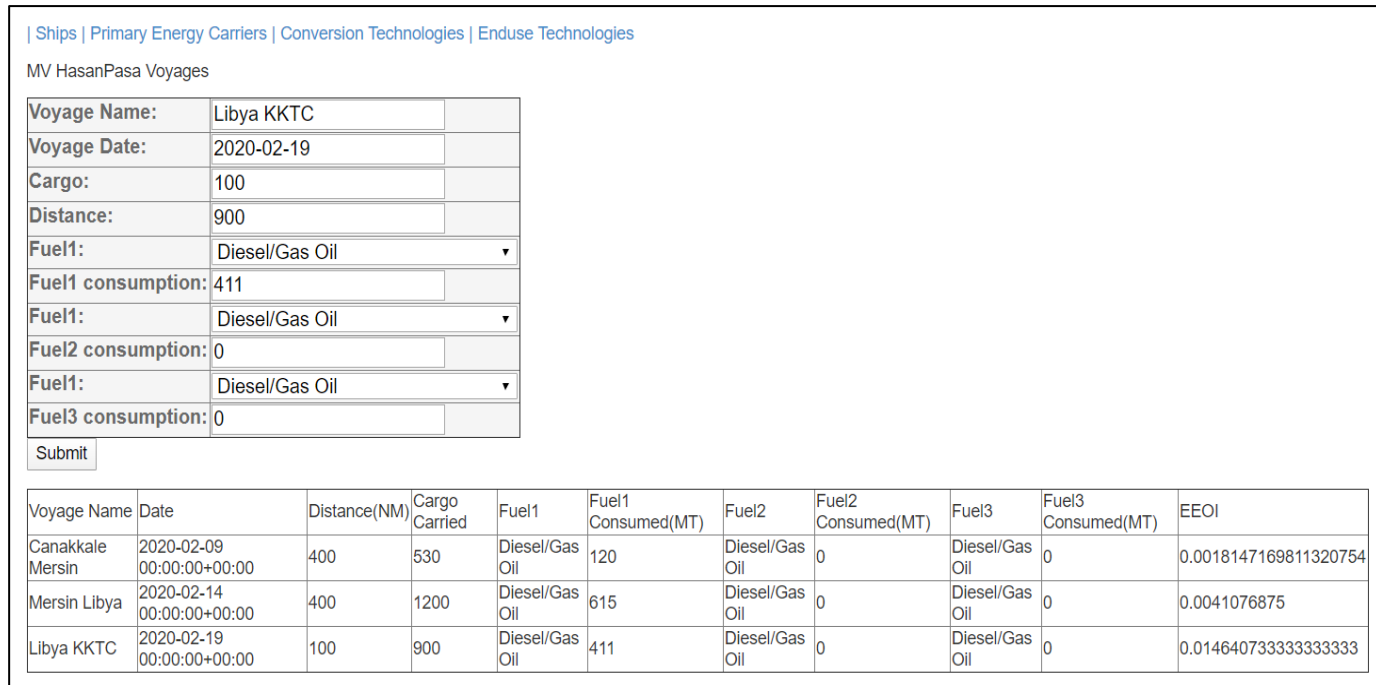 | Ships | Primary Energy Carriers | Conversion Technologies | Enduse Technologies
MV HasanPasa Voyages
Voyage Name: Libya KKTC
Voyage Date: 2020-02-19
Cargo: 100
Distance: 900
Fuel1: Diesel/Gas Oil
Fuel1 consumption: 411
Fuel1: Diesel/Gas Oil
Fuel2 consumption: 0
Fuel1: Diesel/Gas Oil
Fuel3 consumption: 0
Submit
Voyage Name Date Distance(NM) Cargo Carried Fuel1 Fuel1 Consumed(MT) Fuel2 Fuel2 Consumed(MT) Fuel3 Fuel3 Consumed(MT) EEOI
Canakkale Mersin 2020-02-09 00:00:00+00:00 400 530 Diesel/Gas Oil 120 Diesel/Gas Oil 0 Diesel/Gas Oil 0 0.0018147169811320754
Mersin Libya 2020-02-14 00:00:00+00:00 400 1200 Diesel/Gas Oil 615 Diesel/Gas Oil 0 Diesel/Gas Oil 0 0.0041076875
Libya KKTC 2020-02-19 00:00:00+00:00 100 900 Diesel/Gas Oil 411 Diesel/Gas Oil 0 Diesel/Gas Oil 0 0.014640733333333333